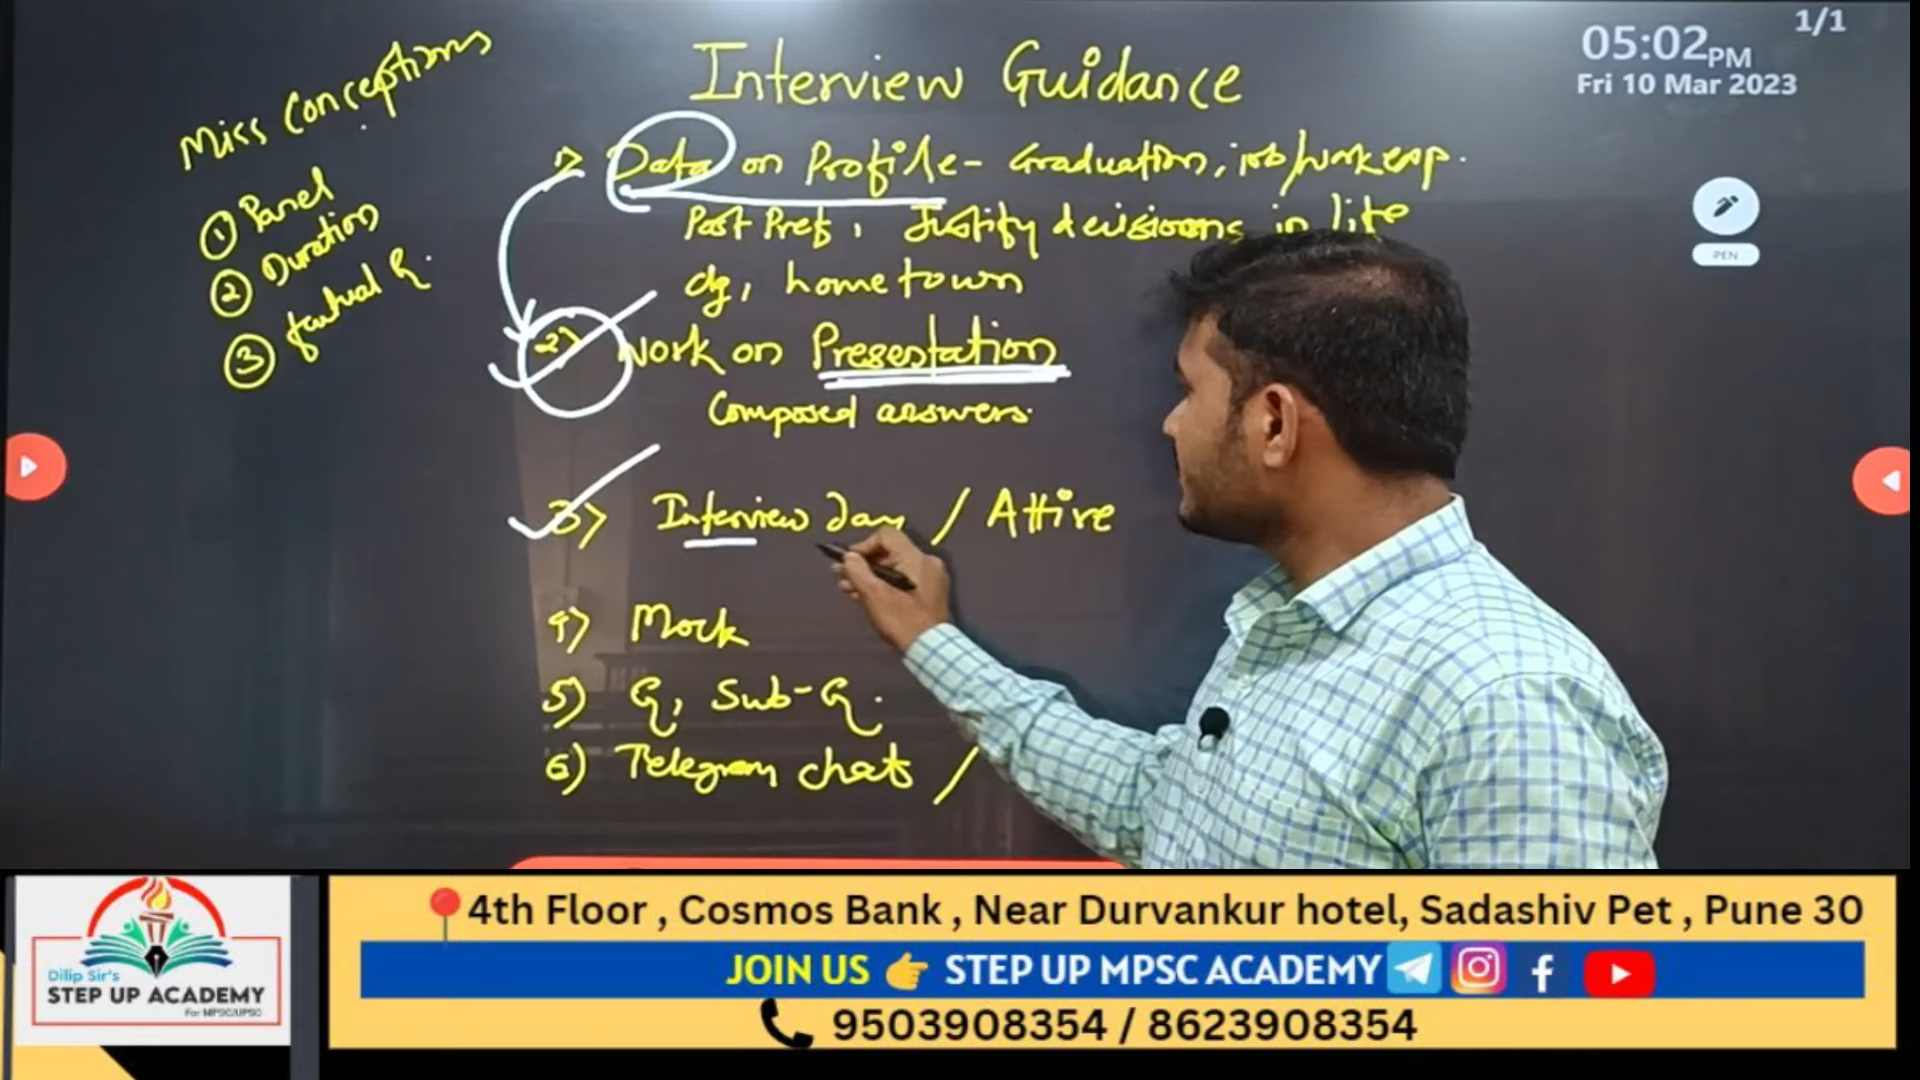 Interview Guidance
05:02 PM
1/1
Fri 10 Mar 2023
Miss Conceptions
① Panel
② Duration
③ factual Q.
1) Data on Profile - Graduation, job/work exp.
Post Pref, Justify decisions in life
dg, hometown
2) Work on Presentation
Composed answers.
3) Interview day / Attire
4) Mock
5) Q, Sub-Q.
6) Telegram chats /
PEN
Dilip Sir's
STEP UP ACADEMY
For MPSC/UPSC
4th Floor , Cosmos Bank , Near Durvankur hotel, Sadashiv Pet , Pune 30
JOIN US 👉 STEP UP MPSC ACADEMY
9503908354 / 8623908354